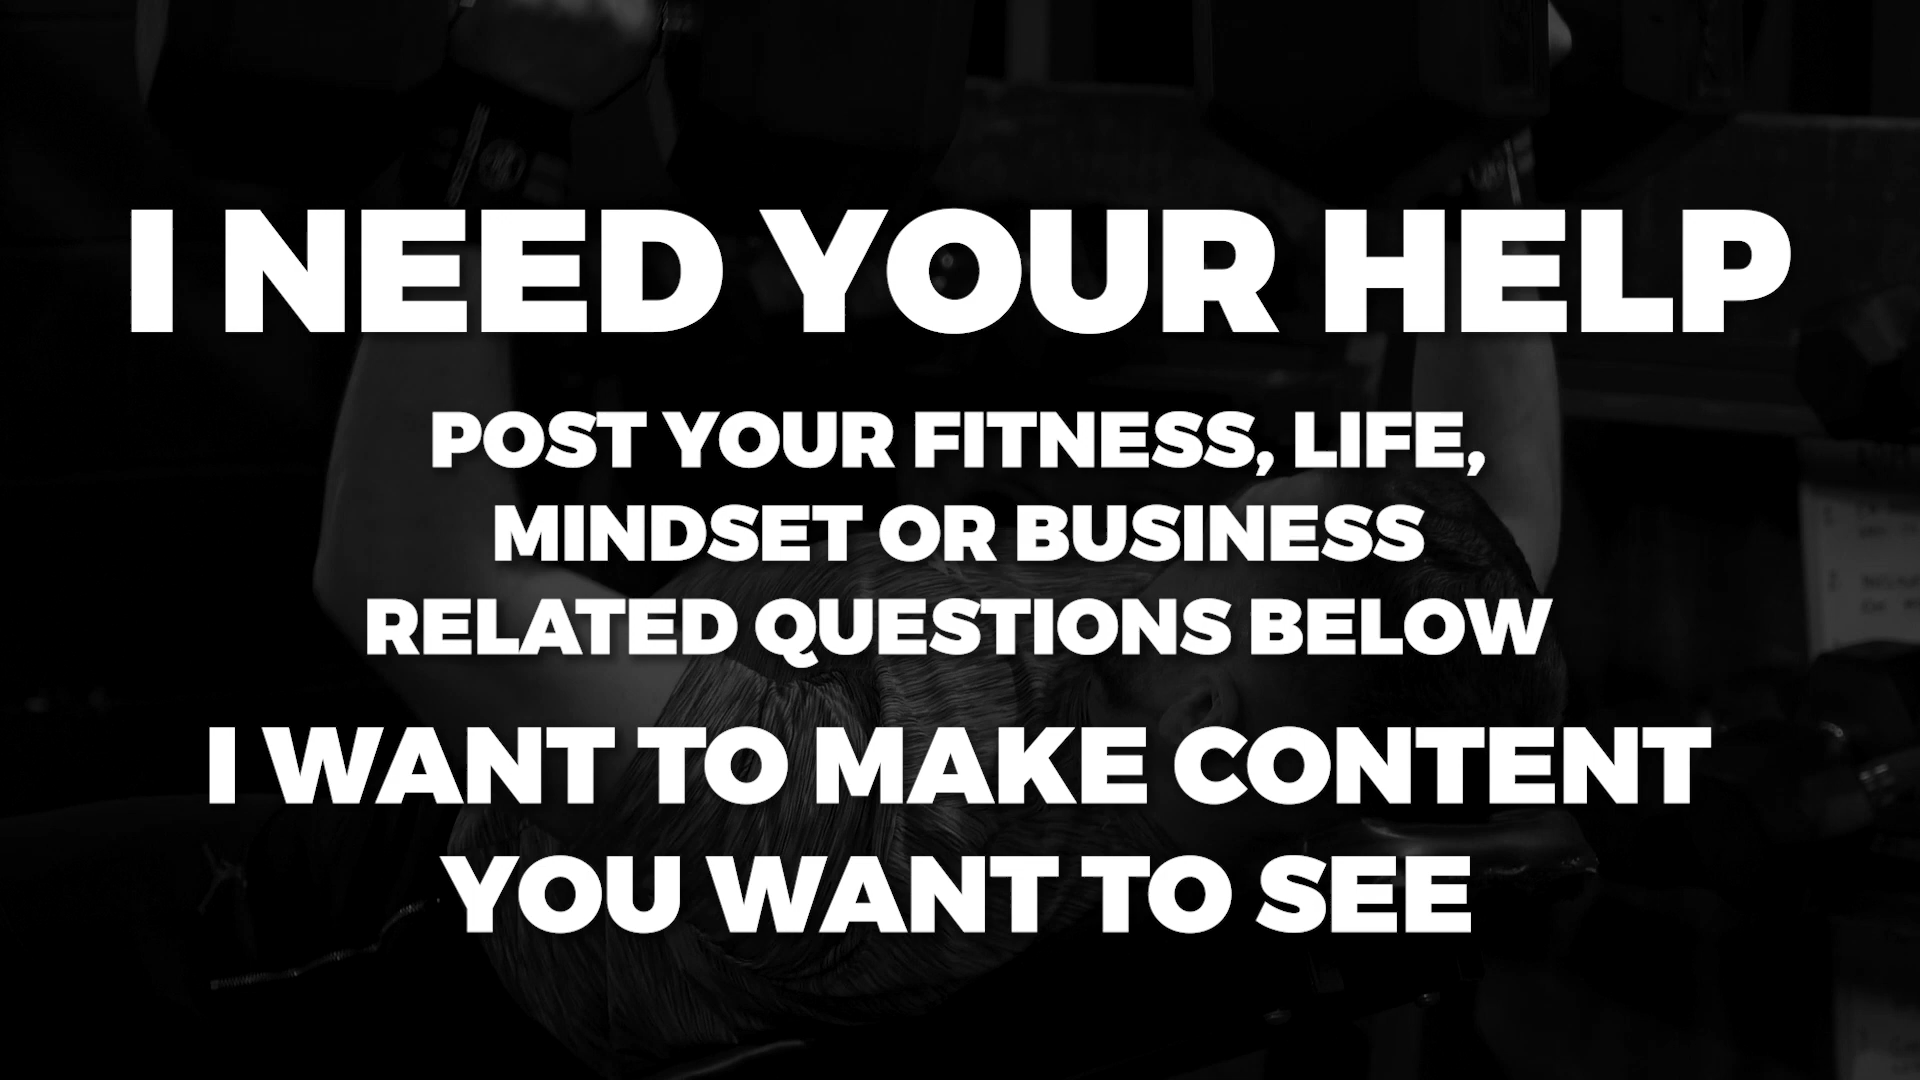 I NEED YOUR HELP
POST YOUR FITNESS, LIFE,
MINDSET OR BUSINESS
RELATED QUESTIONS BELOW
I WANT TO MAKE CONTENT
YOU WANT TO SEE